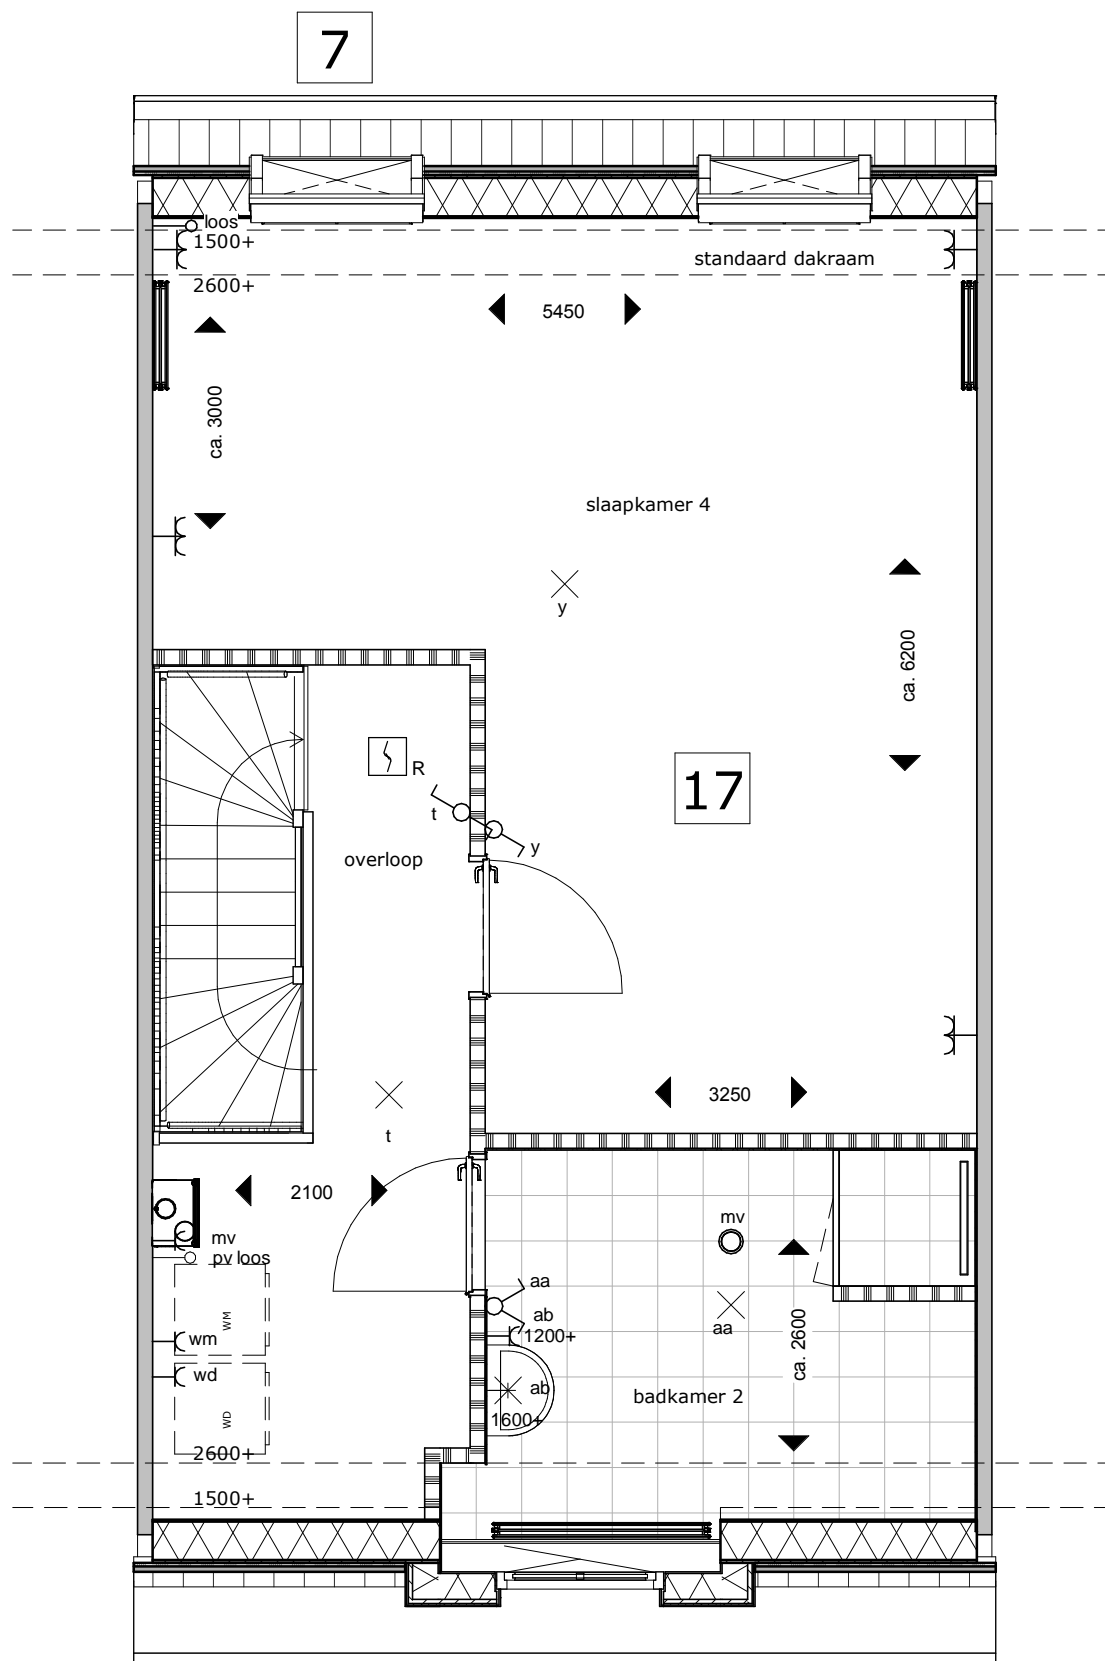 7
loos
1500+
standaard dakraam
2600+
5450
ca. 3000
slaapkamer 4
y
ca. 6200
R
17
t
y
overloop
3250
t
2100
mv
mv
pv loos
aa
ab
1200+
aa
WM
wm
ca. 2600
wd
ab
badkamer 2
WD
1600+
2600+
1500+